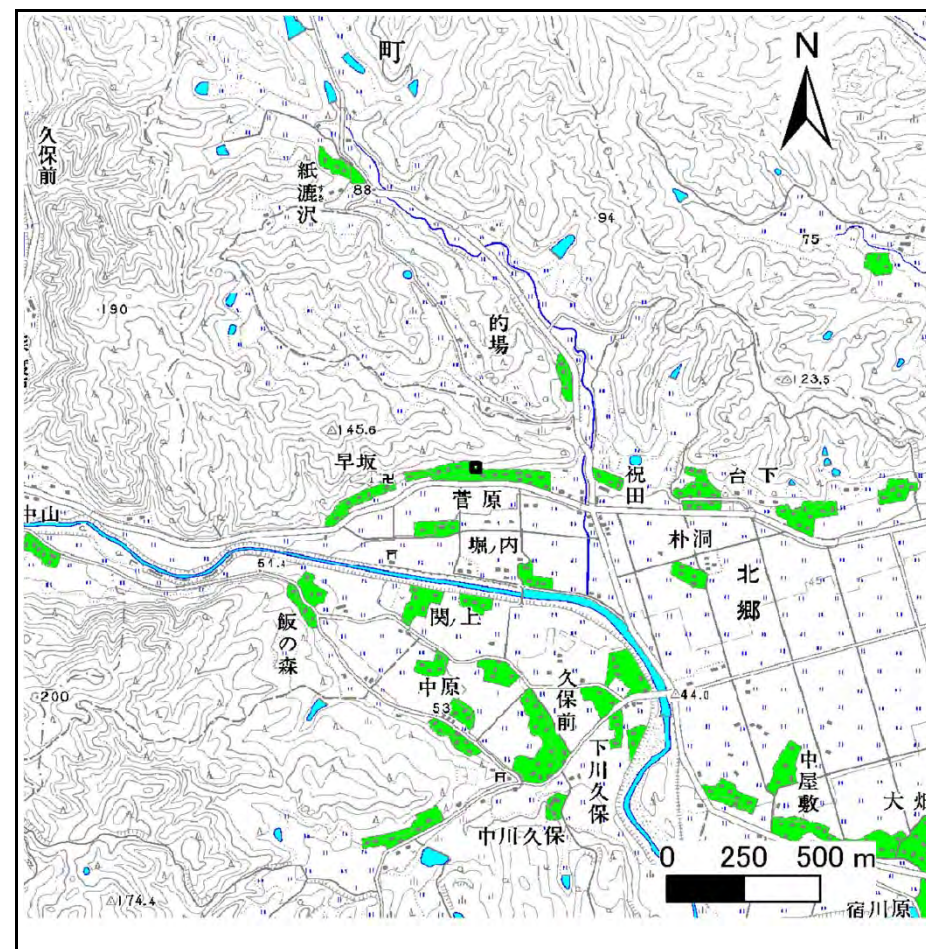 町
N
久保前
紙漉沢
88
94
75
190
的場
123.5
145.6
早坂
祝田
台下
菅原
中山
堀ノ内
朴洞
北郷
51.4
関ノ上
飯の森
200
中原
53
久保前
44.0
下川久保
中屋敷
大畑
中川久保
0 250 500 m
174.4
宿川原